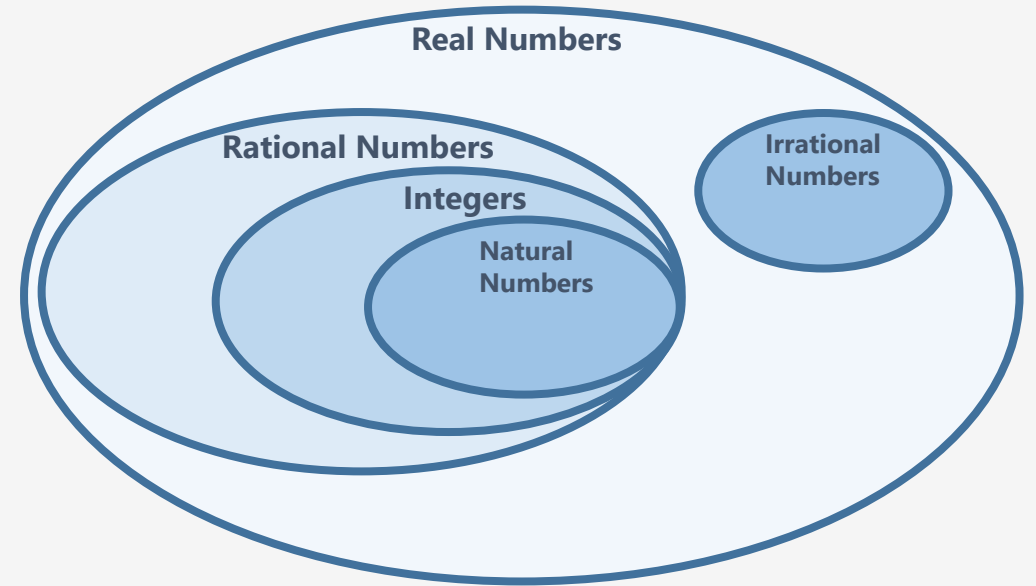 Real Numbers
Rational Numbers
Irrational
Numbers
Integers
Natural
Numbers